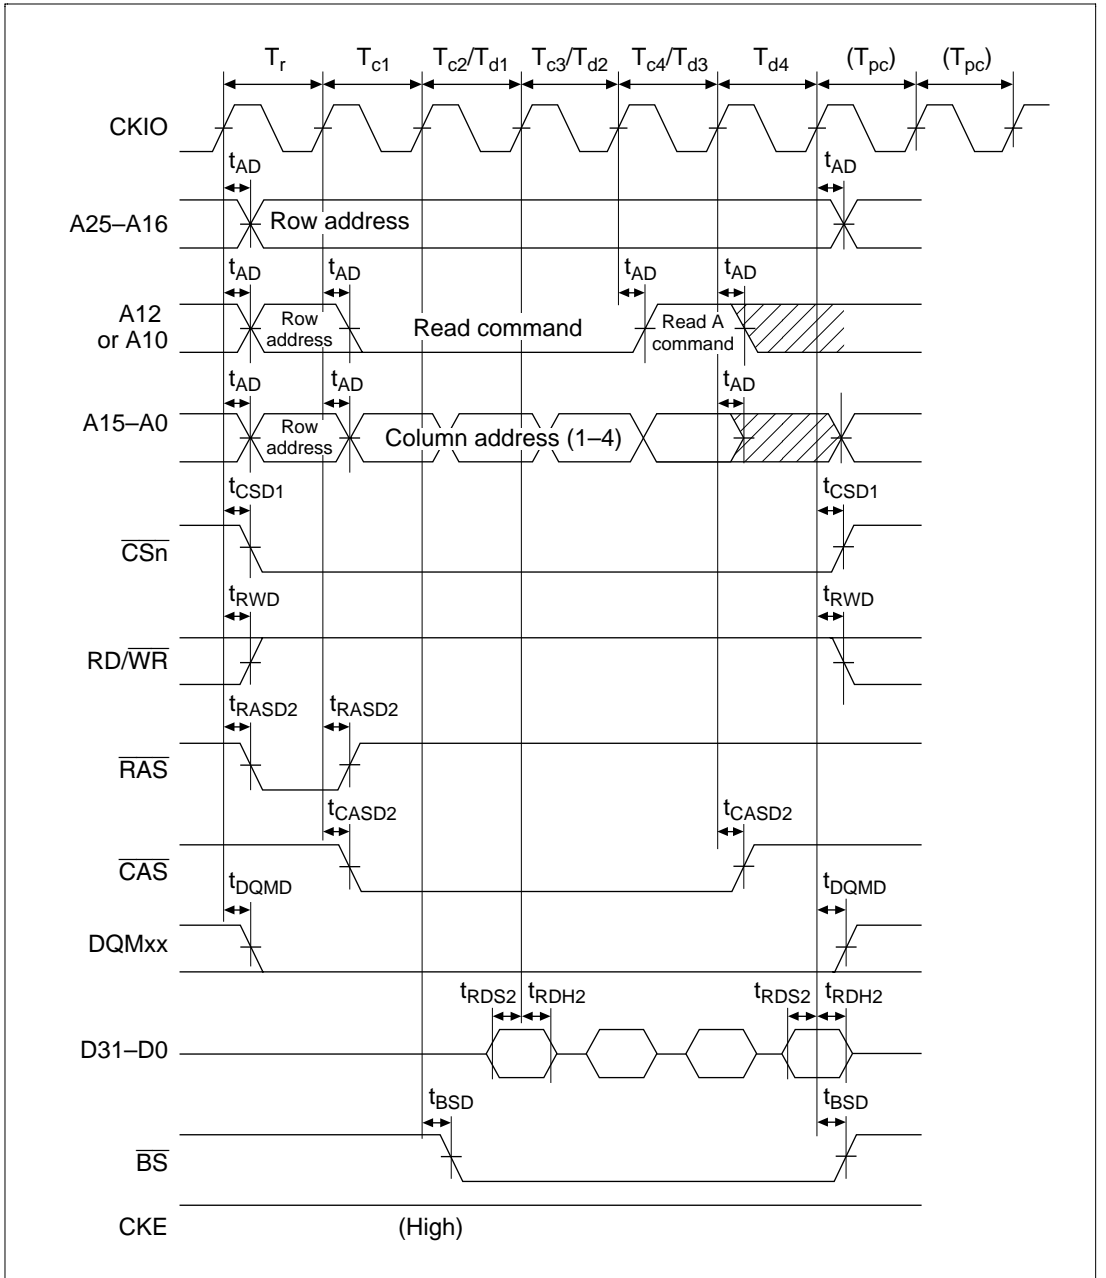 Tr Tc1 Tc2/Td1 Tc3/Td2 Tc4/Td3 Td4 (Tpc) (Tpc)
CKIO
tAD tAD
A25–A16 Row address
tAD tAD tAD tAD
A12 or A10 Row address Read command Read A command
tAD tAD tAD
A15–A0 Row address Column address (1–4)
tCSD1 tCSD1
CSn
tRWD tRWD
RD/WR
tRASD2 tRASD2
RAS
tCASD2 tCASD2
CAS
tDQMD tDQMD
DQMxx
tRDS2 tRDH2 tRDS2 tRDH2
D31–D0
tBSD tBSD
BS
CKE (High)